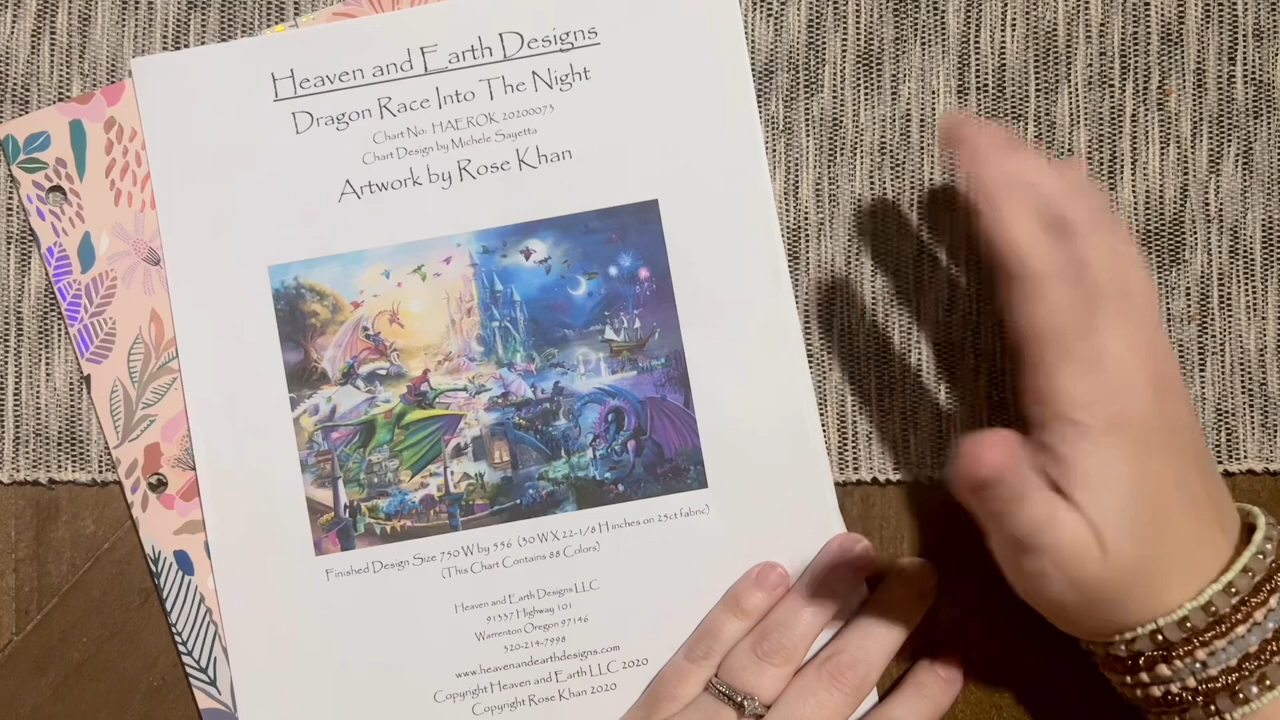 Heaven and Earth Designs
Dragon Race Into The Night
Chart No: HAEROK 20200073
Chart Design by Michele Sayetta
Artwork by Rose Khan
Finished Design Size 750 W by 556 (30 W X 22-1/8 H inches on 25ct fabric)
(This Chart Contains 88 Colors)
Heaven and Earth Designs LLC
91337 Highway 101
Warrenton Oregon 97146
520-214-7998
www.heavenandearthdesigns.com
Copyright Heaven and Earth LLC 2020
Copyright Rose Khan 2020